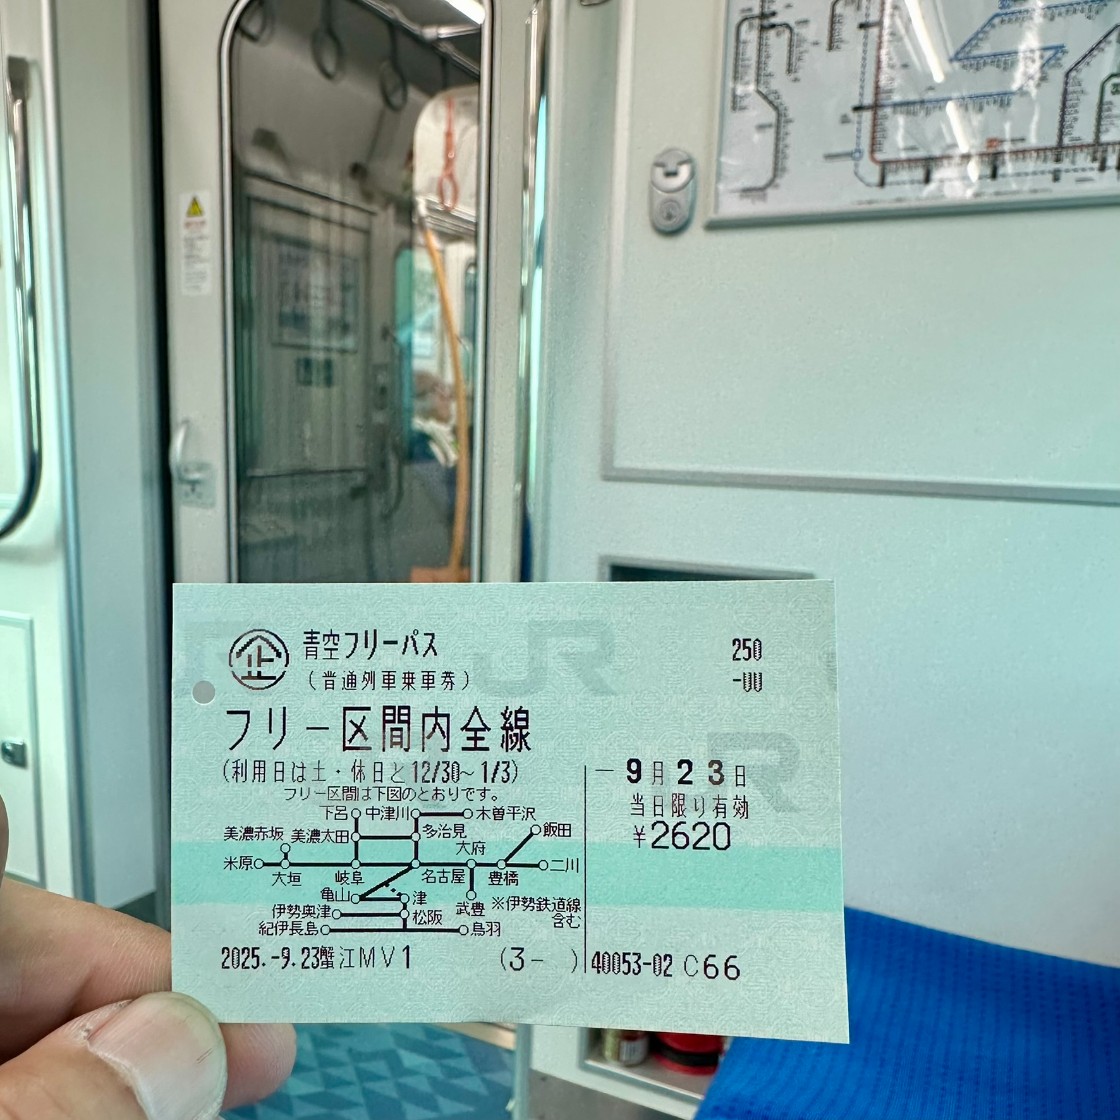 企
青空フリーパス
250
-00
(普通列車乗車券)
フリー区間内全線
(利用日は土・休日と12/30~1/3)
フリー区間は下図のとおりです。
-9月23日
当日限り有効
¥2620
下呂
中津川
木曽平沢
美濃赤坂
美濃太田
多治見
飯田
大府
米原
二川
大垣
岐阜
名古屋
豊橋
亀山
津
武豊
※伊勢鉄道線
含む
伊勢奥津
松阪
紀伊長島
鳥羽
2025.-9.23蟹江MV1
(3- )
40053-02
C66
JR
JR